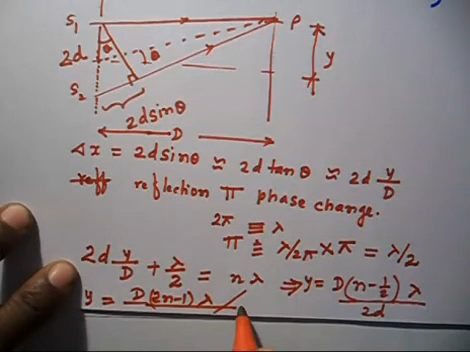 S₁ P
θ θ y
2d
S₂
2dsinθ
D
Δx = 2dsinθ ≈ 2d tanθ ≈ 2d y/D
reflection π phase change.
2π ≡ λ
π ≡ λ/2π × π = λ/2
2d y/D + λ/2 = nλ ⇒ y = D(n-1/2)λ/2d
y = D(2n-1)λ